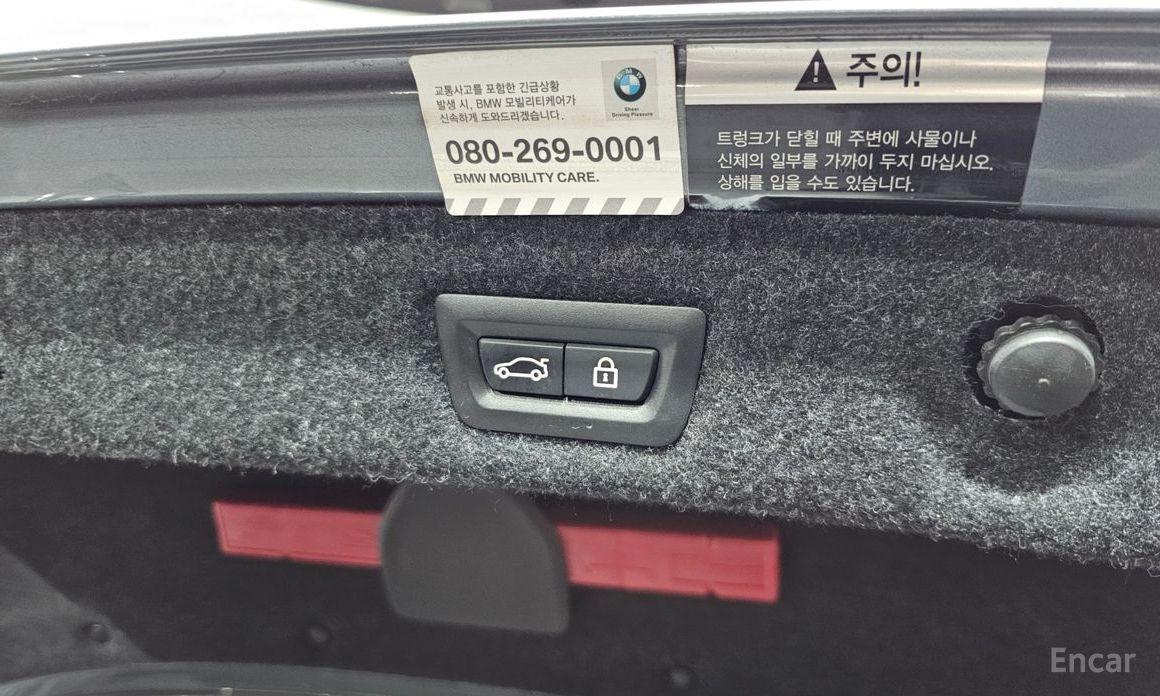 교통사고를 포함한 긴급상황
발생 시, BMW 모빌리티케어가
신속하게 도와드리겠습니다.
BMW
Sheer
Driving Pleasure
080-269-0001
BMW MOBILITY CARE.
주의!
트렁크가 닫힐 때 주변에 사물이나
신체의 일부를 가까이 두지 마십시오.
상해를 입을 수도 있습니다.
Encar